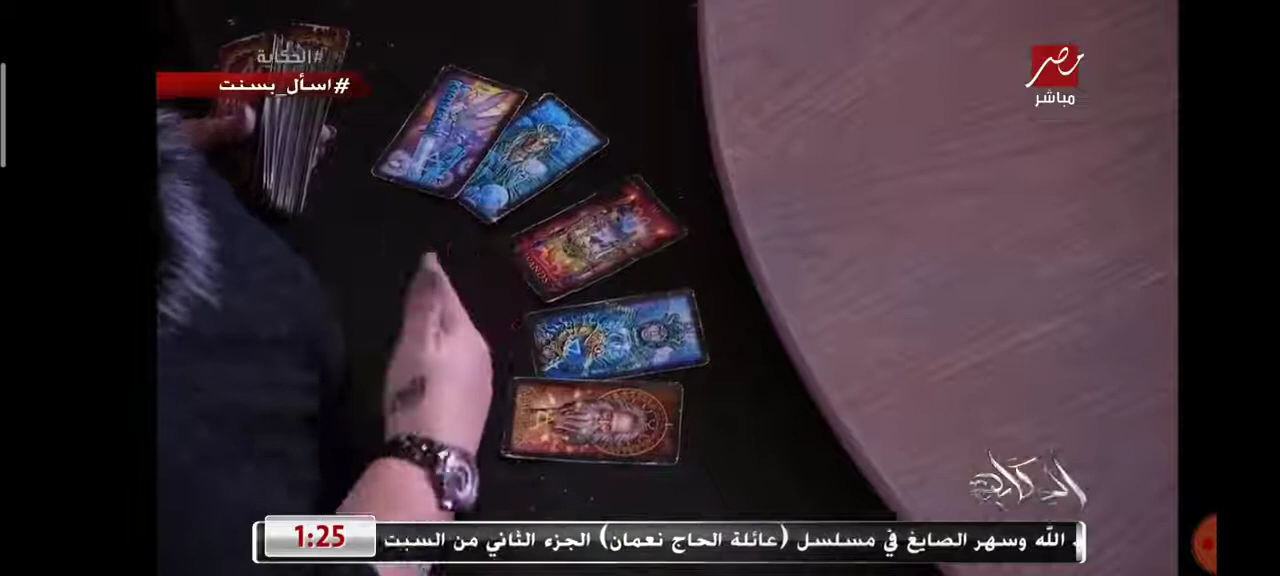 #الحكاية
#اسأل_بسنت
مصر
مباشر
الحكاية
الله وسهر الصايغ في مسلسل (عائلة الحاج نعمان) الجزء الثاني من السبت
1:25